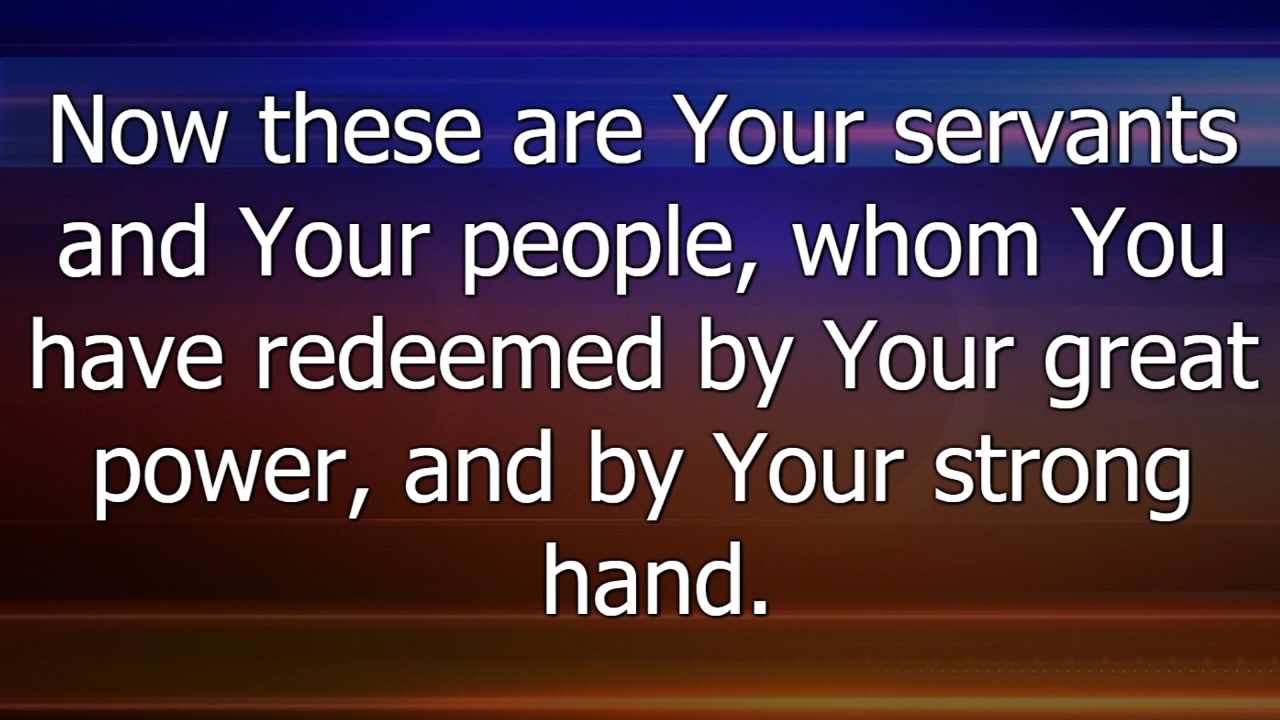 Now these are Your servants
and Your people, whom You
have redeemed by Your great
power, and by Your strong
hand.